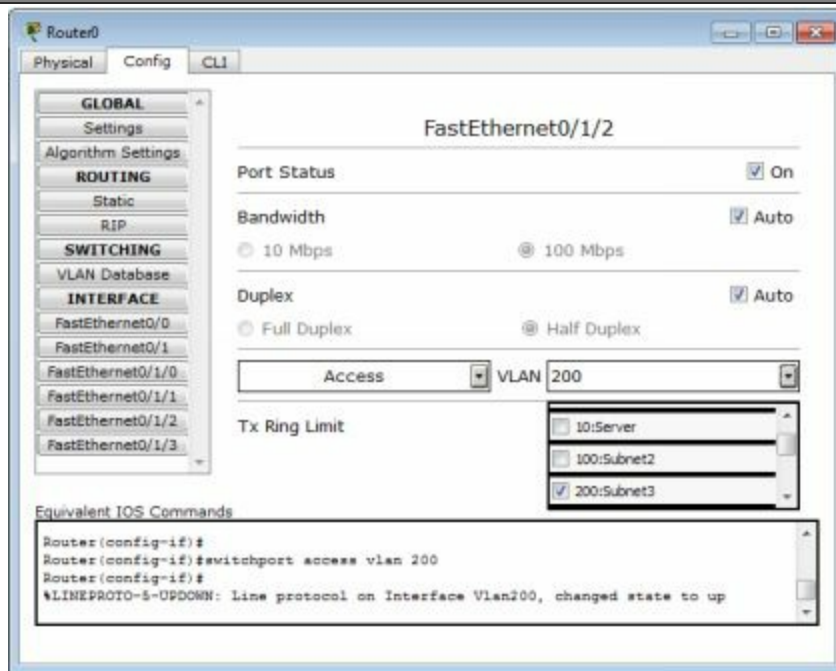 Router0
Physical Config CLI
GLOBAL
Settings
Algorithm Settings
ROUTING
Static
RIP
SWITCHING
VLAN Database
INTERFACE
FastEthernet0/0
FastEthernet0/1
FastEthernet0/1/0
FastEthernet0/1/1
FastEthernet0/1/2
FastEthernet0/1/3
FastEthernet0/1/2
Port Status On
Bandwidth Auto
10 Mbps 100 Mbps
Duplex Auto
Full Duplex Half Duplex
Access VLAN 200
Tx Ring Limit
10:Server
100:Subnet2
200:Subnet3
Equivalent IOS Commands
Router(config-if)#
Router(config-if)#switchport access vlan 200
Router(config-if)#
%LINEPROTO-5-UPDOWN: Line protocol on Interface Vlan200, changed state to up